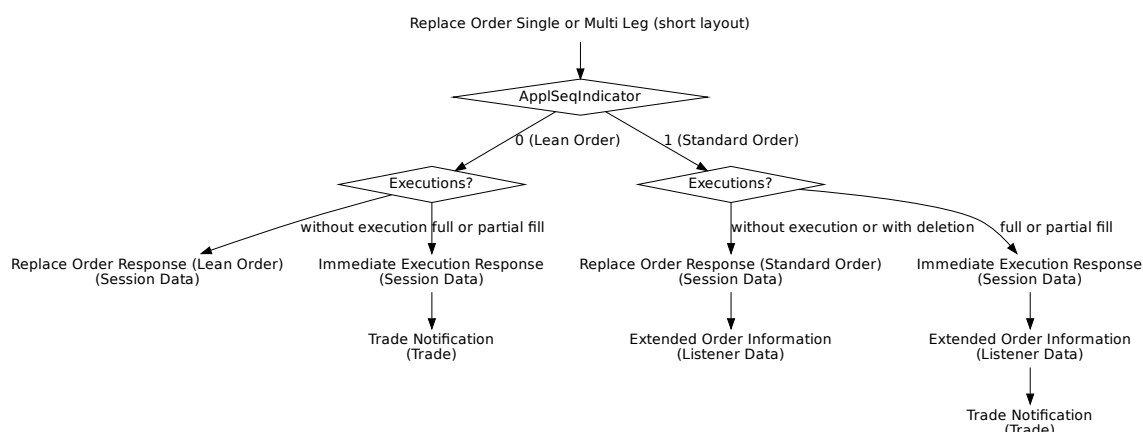 Replace Order Single or Multi Leg (short layout)
ApplSeqIndicator
0 (Lean Order)
1 (Standard Order)
Executions?
Executions?
without execution
full or partial fill
without execution or with deletion
full or partial fill
Replace Order Response (Lean Order)
(Session Data)
Immediate Execution Response
(Session Data)
Replace Order Response (Standard Order)
(Session Data)
Immediate Execution Response
(Session Data)
Trade Notification
(Trade)
Extended Order Information
(Listener Data)
Extended Order Information
(Listener Data)
Trade Notification
(Trade)